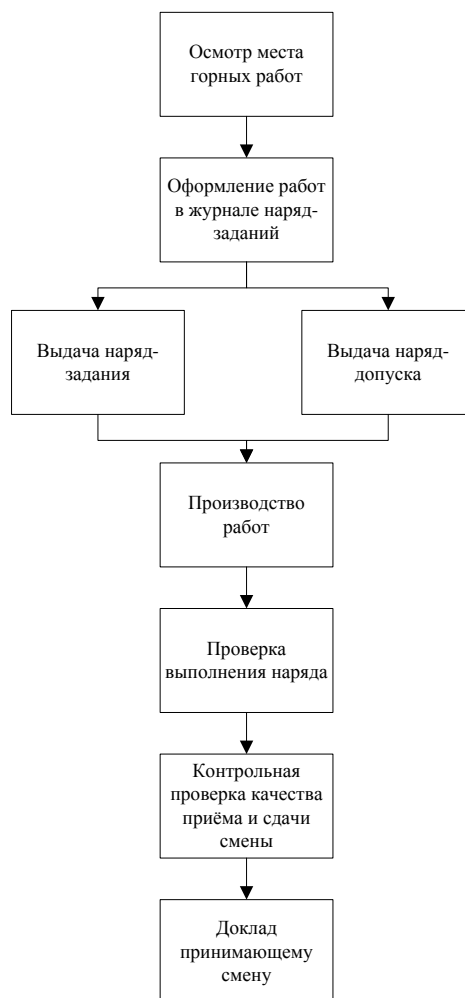 Осмотр места
горных работ
Оформление работ
в журнале наряд-
заданий
Выдача наряд-
задания
Выдача наряд-
допуска
Производство
работ
Проверка
выполнения наряда
Контрольная
проверка качества
приёма и сдачи
смены
Доклад
принимающему
смену